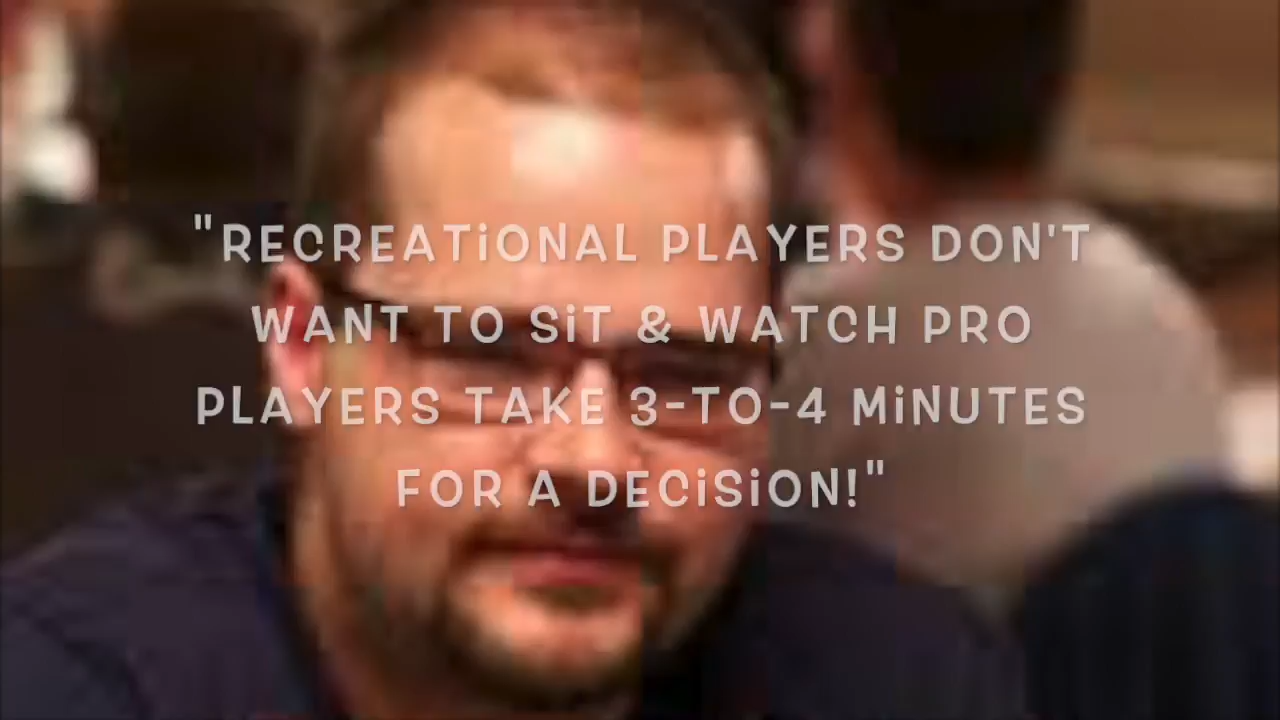 "RECREATiONAL PLAYERS DON'T
WANT TO SiT & WATCH PRO
PLAYERS TAKE 3-TO-4 MiNUTES
FOR A DECiSiON!"